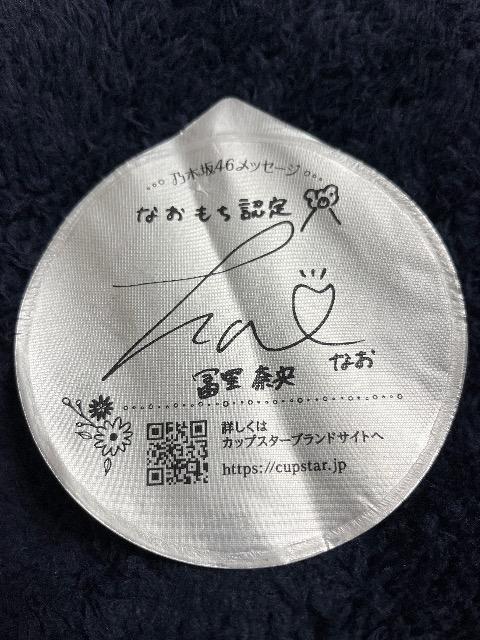 乃木坂46メッセージ
なおもち認定
なお
冨里奈央
詳しくは
カップスターブランドサイトへ
https://cupstar.jp